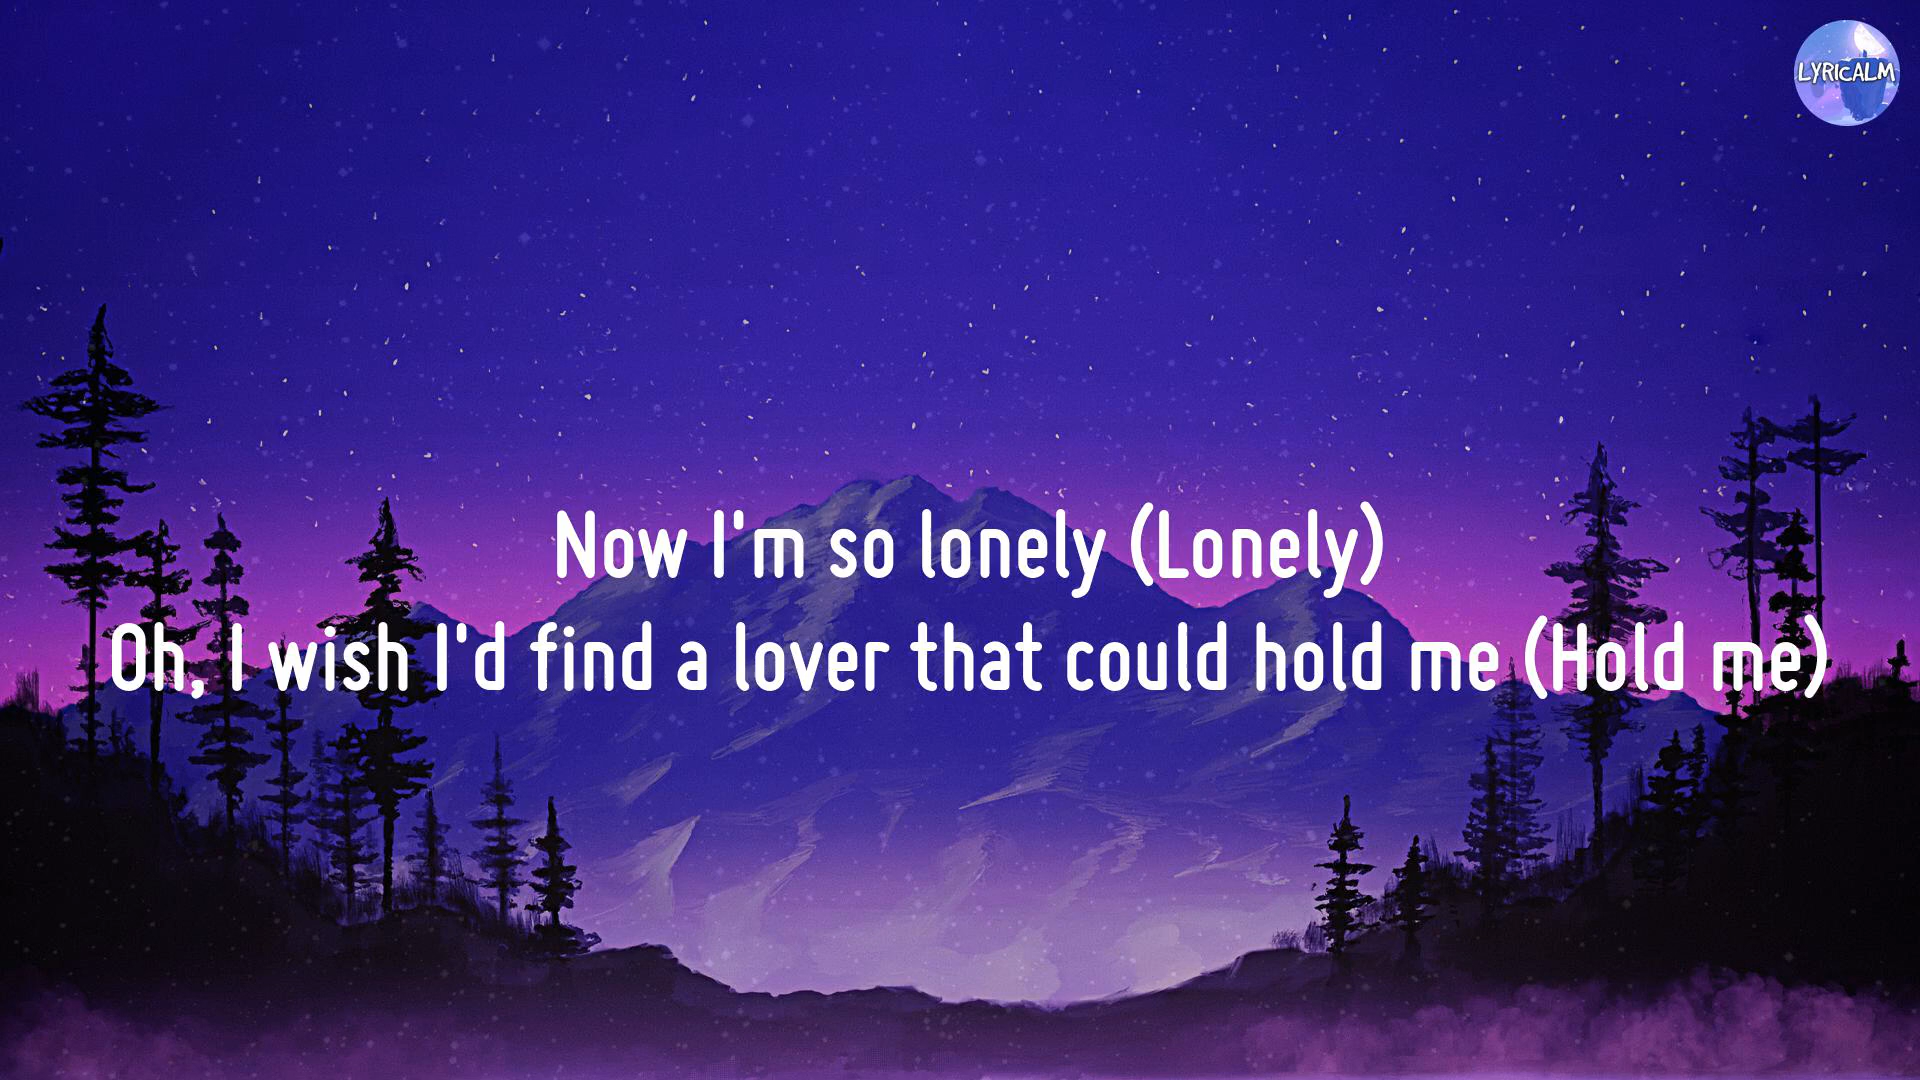 LYRICALM
Now I'm so lonely (Lonely)
Oh, I wish I'd find a lover that could hold me (Hold me)